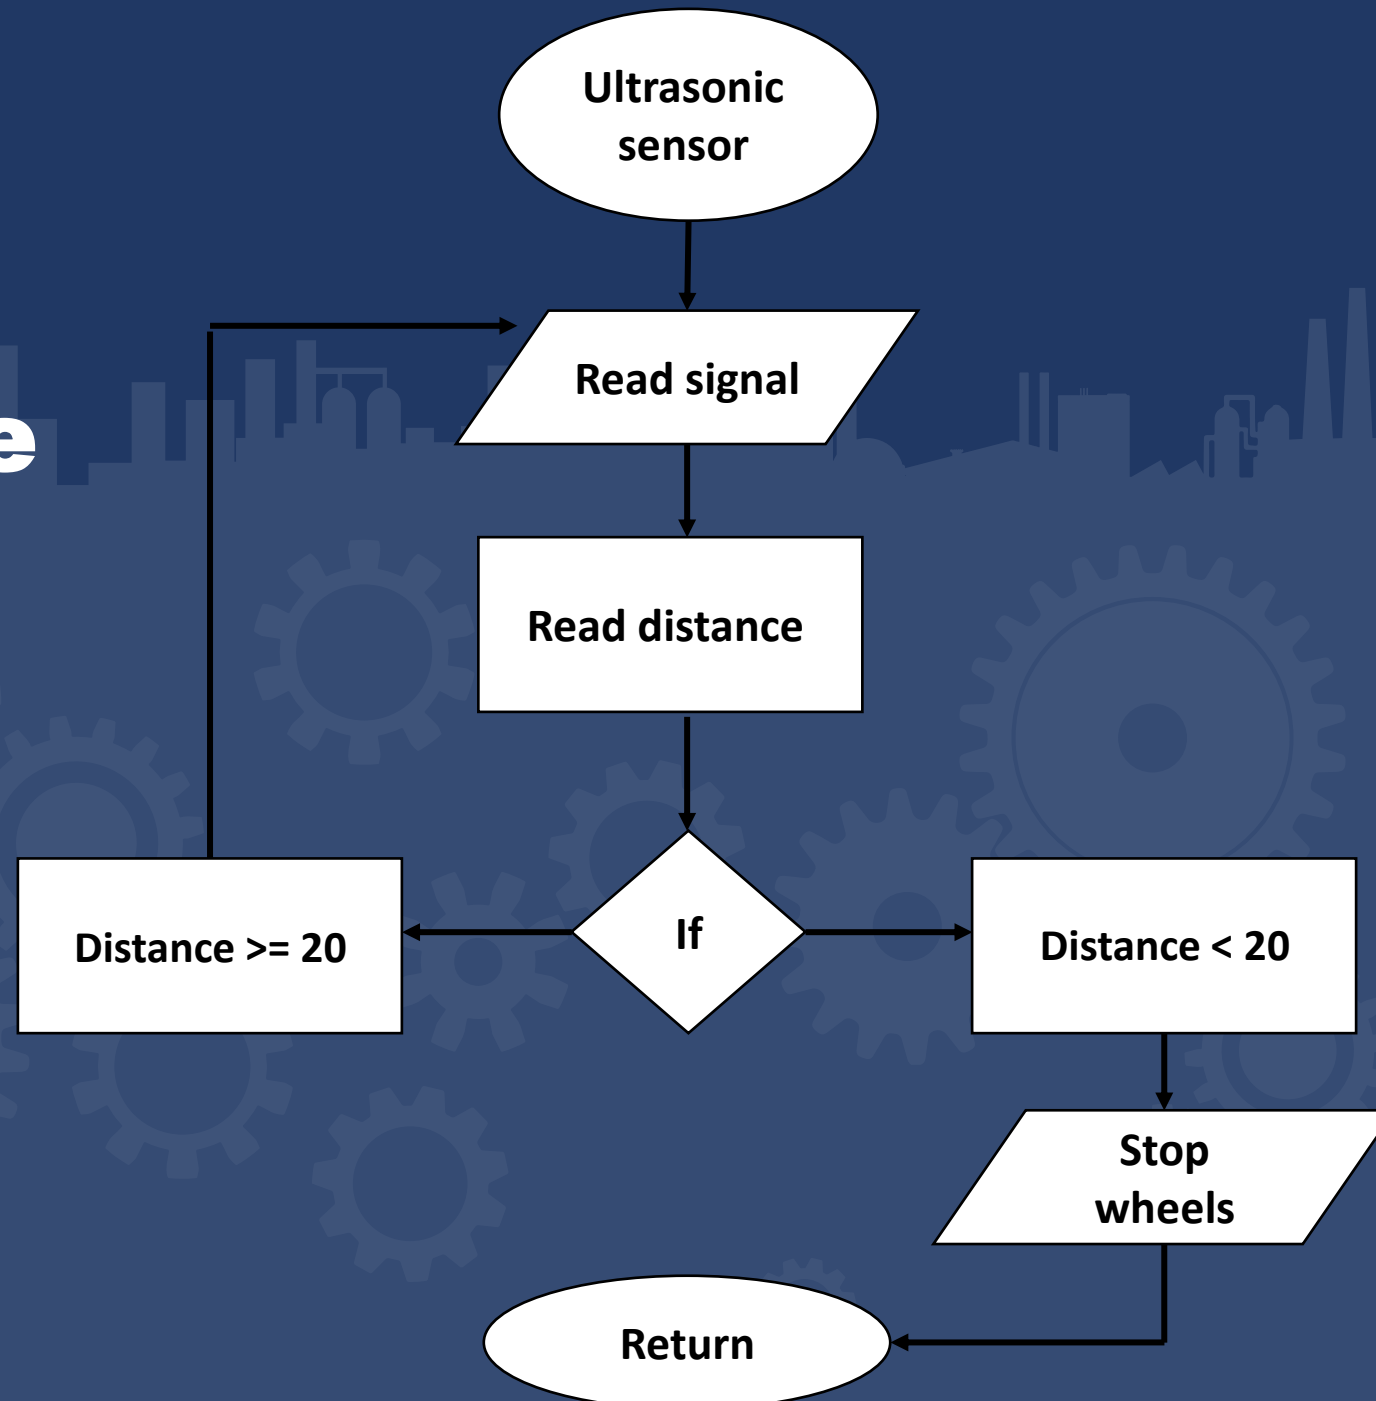 Ultrasonic
sensor
Read signal
e
Read distance
If
Distance >= 20
Distance < 20
Stop
wheels
Return